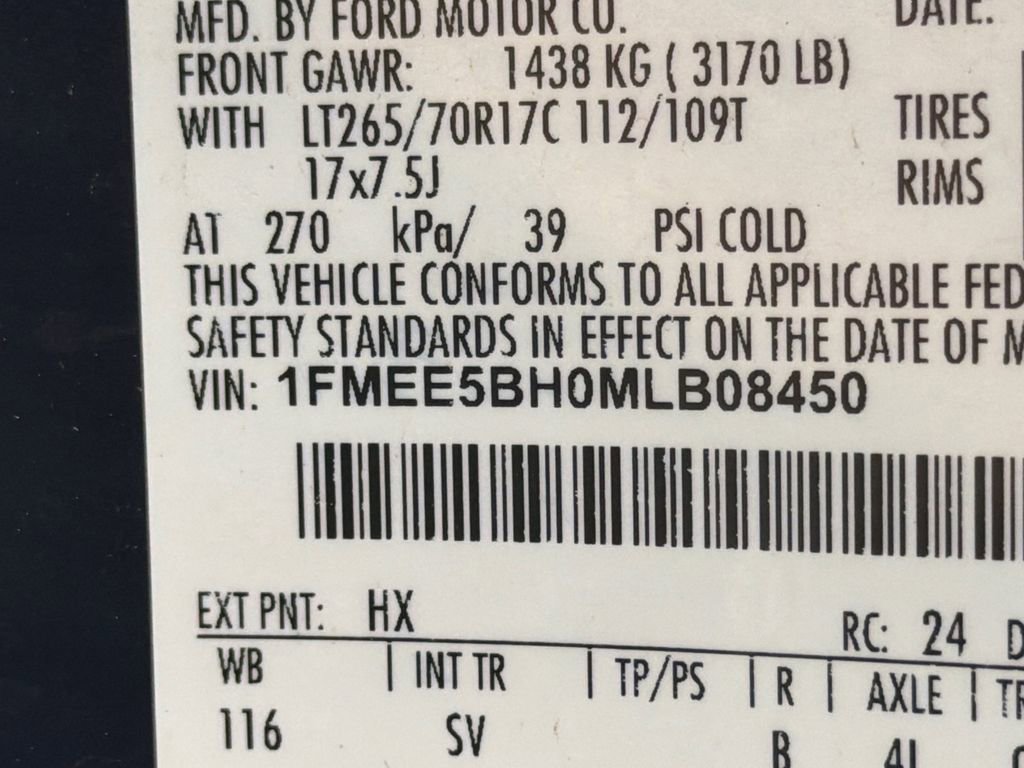 MFD. BY FORD MOTOR CO. DATE:
FRONT GAWR: 1438 KG ( 3170 LB)
WITH LT265/70R17C 112/109T TIRES
17x7.5J RIMS
AT 270 kPa/ 39 PSI COLD
THIS VEHICLE CONFORMS TO ALL APPLICABLE FED
SAFETY STANDARDS IN EFFECT ON THE DATE OF M
VIN: 1FMEE5BH0MLB08450
EXT PNT: HX RC: 24 D
WB | INT TR | TP/PS | R | AXLE | TR
116 SV B 4L